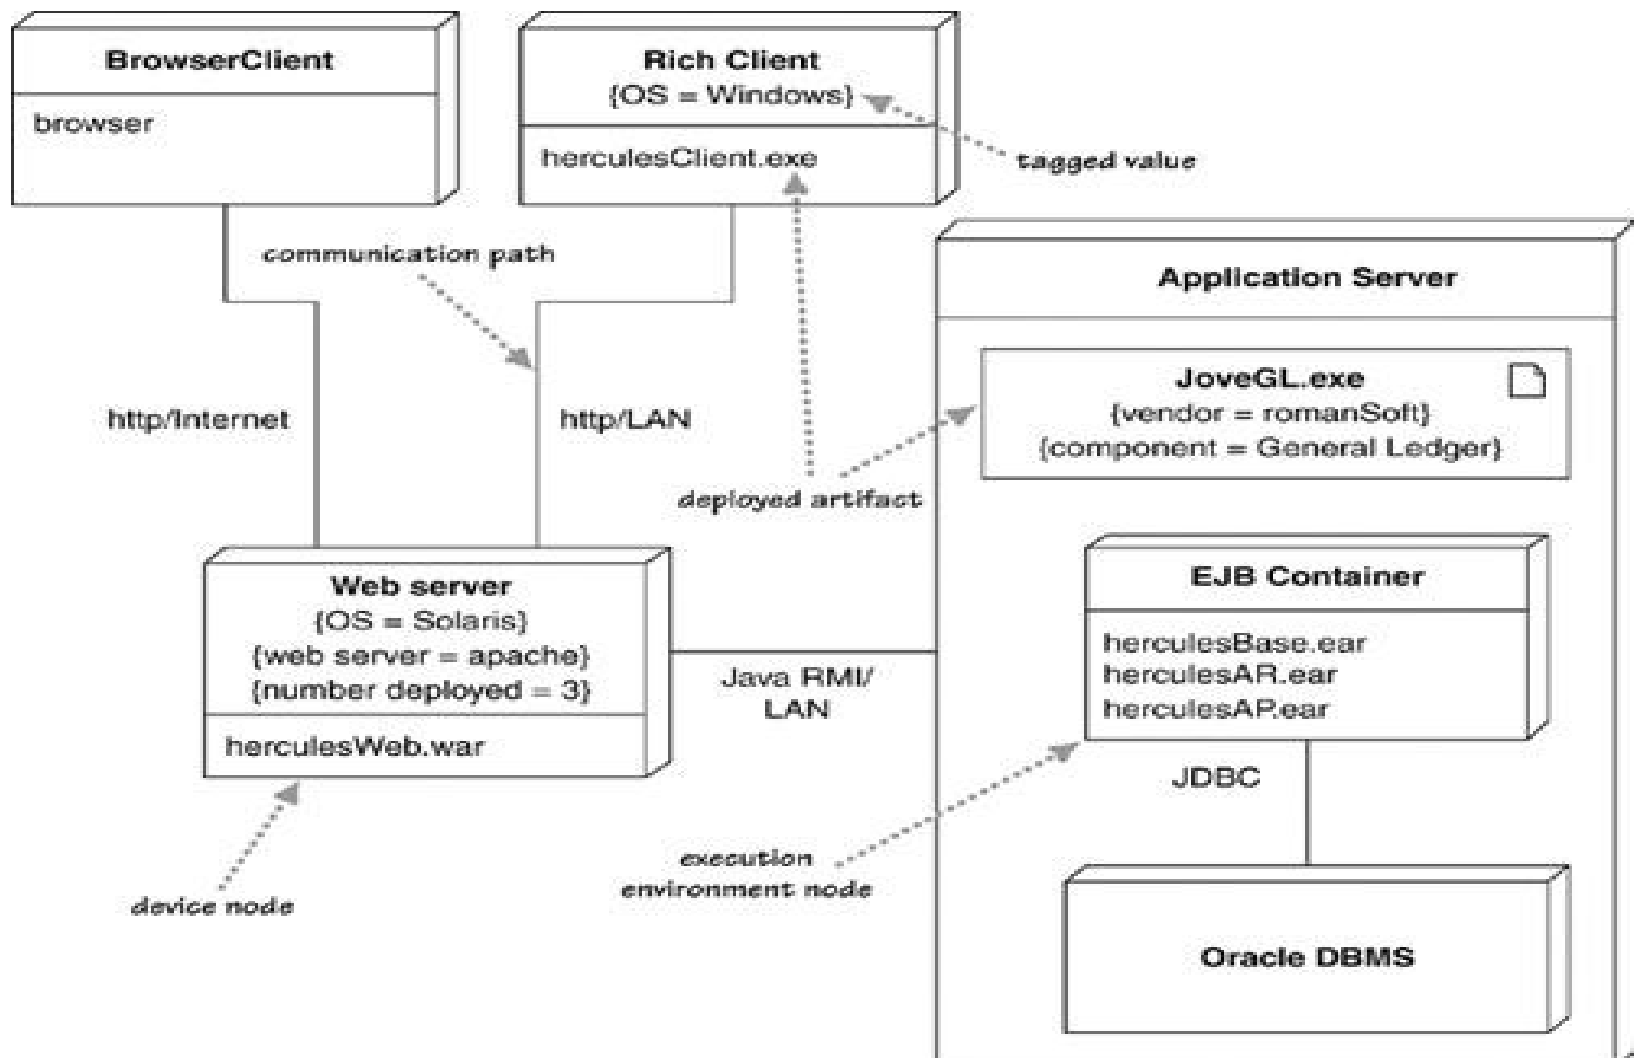 BrowserClient
browser
Rich Client
{OS = Windows}
herculesClient.exe
tagged value
communication path
Application Server
JoveGL.exe
{vendor = romanSoft}
{component = General Ledger}
http/Internet
http/LAN
deployed artifact
Web server
{OS = Solaris}
{web server = apache}
{number deployed = 3}
herculesWeb.war
Java RMI/
LAN
EJB Container
herculesBase.ear
herculesAR.ear
herculesAP.ear
JDBC
execution
environment node
device node
Oracle DBMS